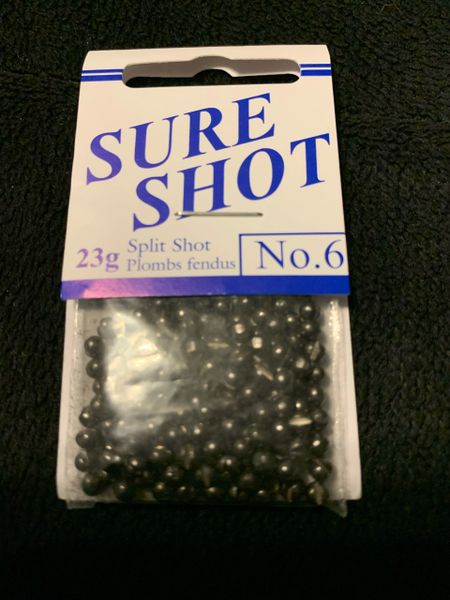 SURE
SHOT
23g
Split Shot
Plombs fendus
No.6